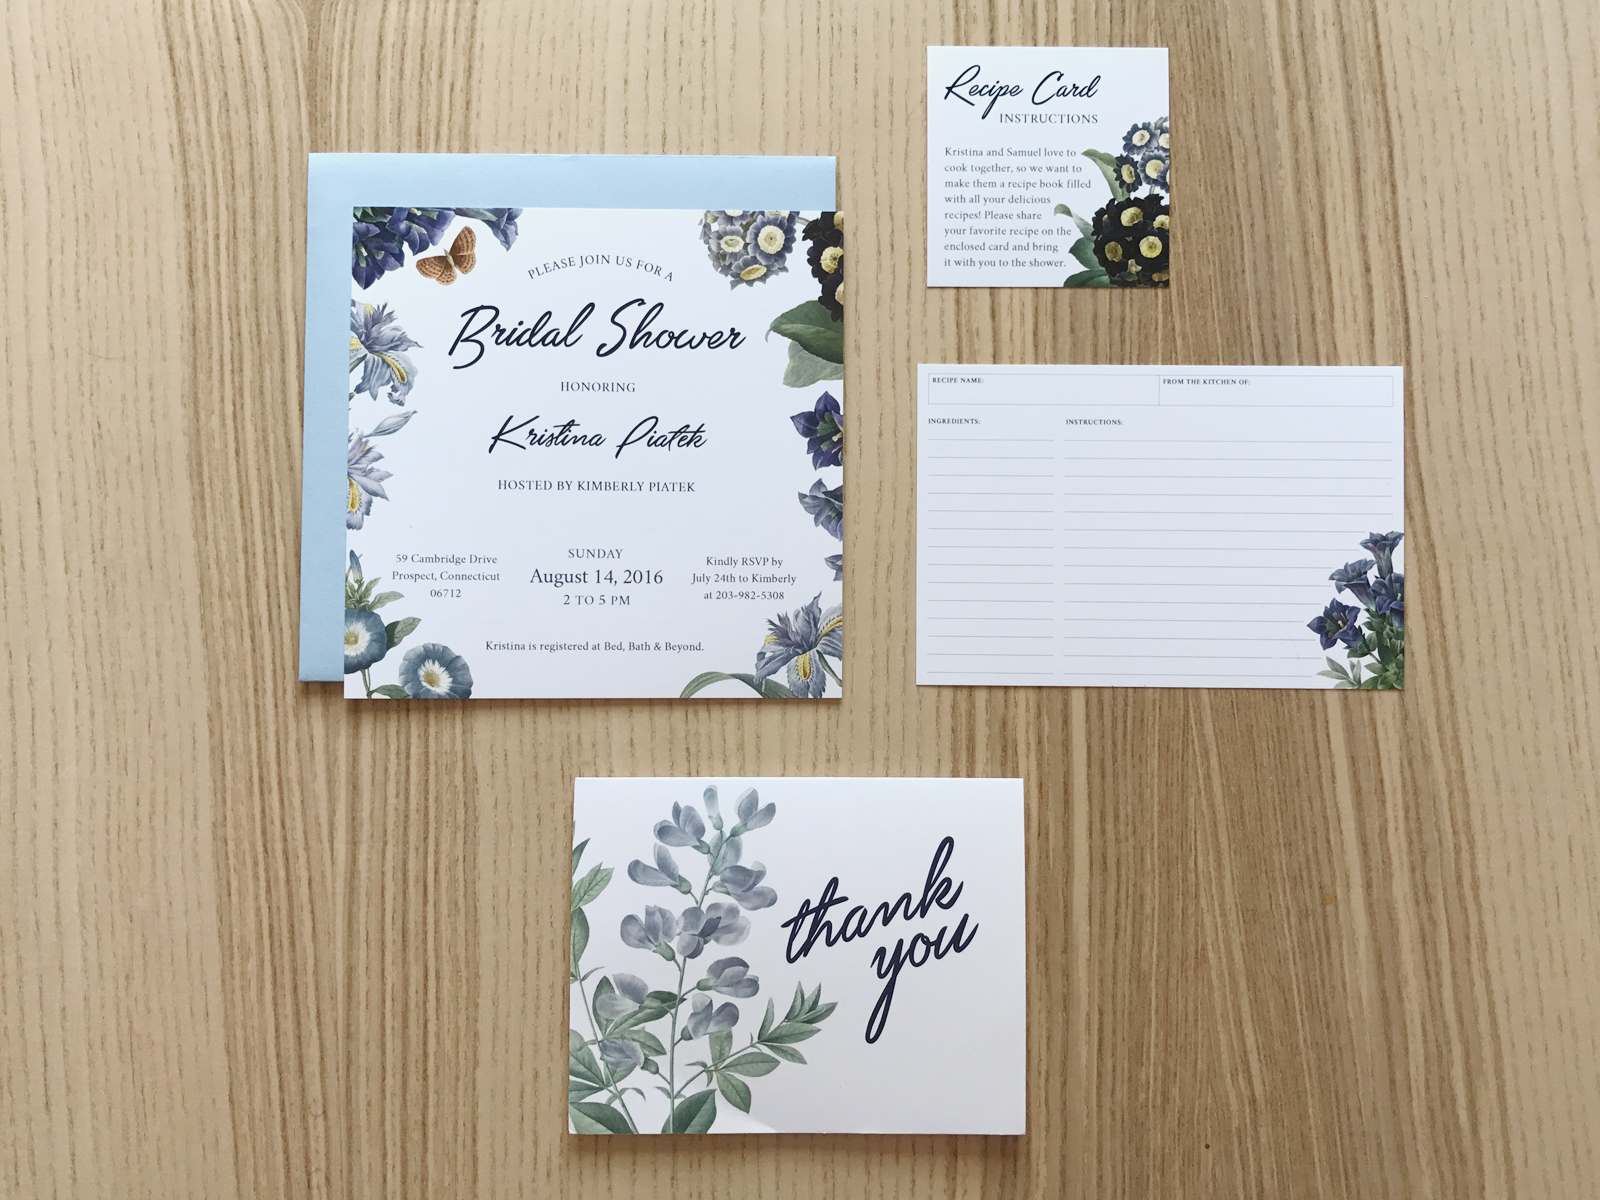 PLEASE JOIN US FOR A
Bridal Shower
HONORING
Kristina Piatek
HOSTED BY KIMBERLY PIATEK
59 Cambridge Drive
Prospect, Connecticut
06712
SUNDAY
August 14, 2016
2 TO 5 PM
Kindly RSVP by
July 24th to Kimberly
at 203-982-5308
Kristina is registered at Bed, Bath & Beyond.
Recipe Card
INSTRUCTIONS
Kristina and Samuel love to
cook together, so we want to
make them a recipe book filled
with all your delicious
recipes! Please share
your favorite recipe on the
enclosed card and bring
it with you to the shower.
RECIPE NAME:
FROM THE KITCHEN OF:
INGREDIENTS:
INSTRUCTIONS:
thank
you